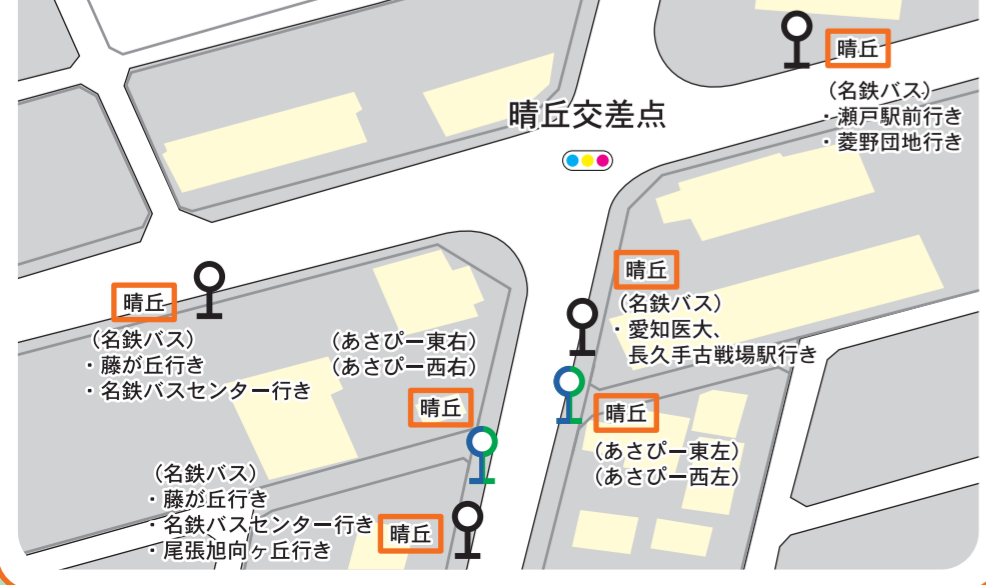 晴丘
(名鉄バス)
・瀬戸駅前行き
・菱野団地行き
晴丘交差点
晴丘
(名鉄バス)
・愛知医大、
長久手古戦場駅行き
晴丘
(名鉄バス)
・藤が丘行き
・名鉄バスセンター行き
(あさぴー東右)
(あさぴー西右)
晴丘
晴丘
(あさぴー東左)
(あさぴー西左)
(名鉄バス)
・藤が丘行き
・名鉄バスセンター行き
・尾張旭向ヶ丘行き
晴丘